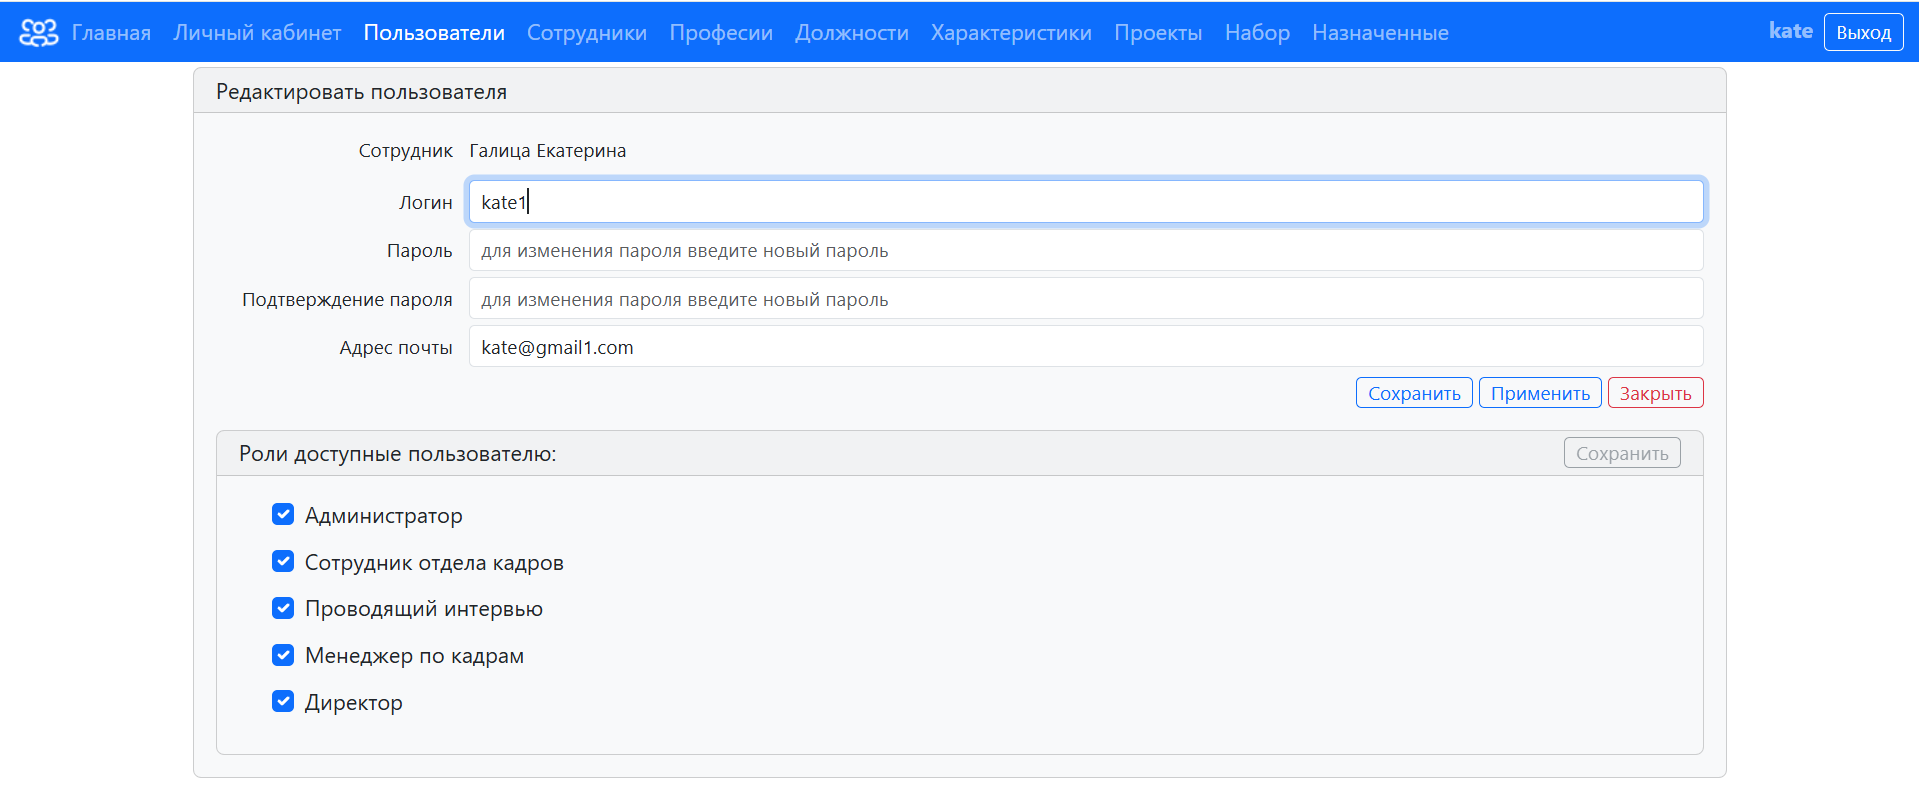 Главная Личный кабинет Пользователи Сотрудники Професии Должности Характеристики Проекты Набор Назначенные kate Выход
Редактировать пользователя
Сотрудник Галица Екатерина
Логин kate1
Пароль для изменения пароля введите новый пароль
Подтверждение пароля для изменения пароля введите новый пароль
Адрес почты kate@gmail1.com
Сохранить Применить Закрыть
Роли доступные пользователю: Сохранить
Администратор
Сотрудник отдела кадров
Проводящий интервью
Менеджер по кадрам
Директор